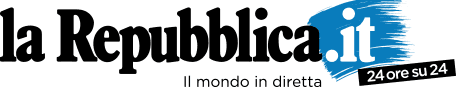 la Repubblica.it
Il mondo in diretta
24 ore su 24